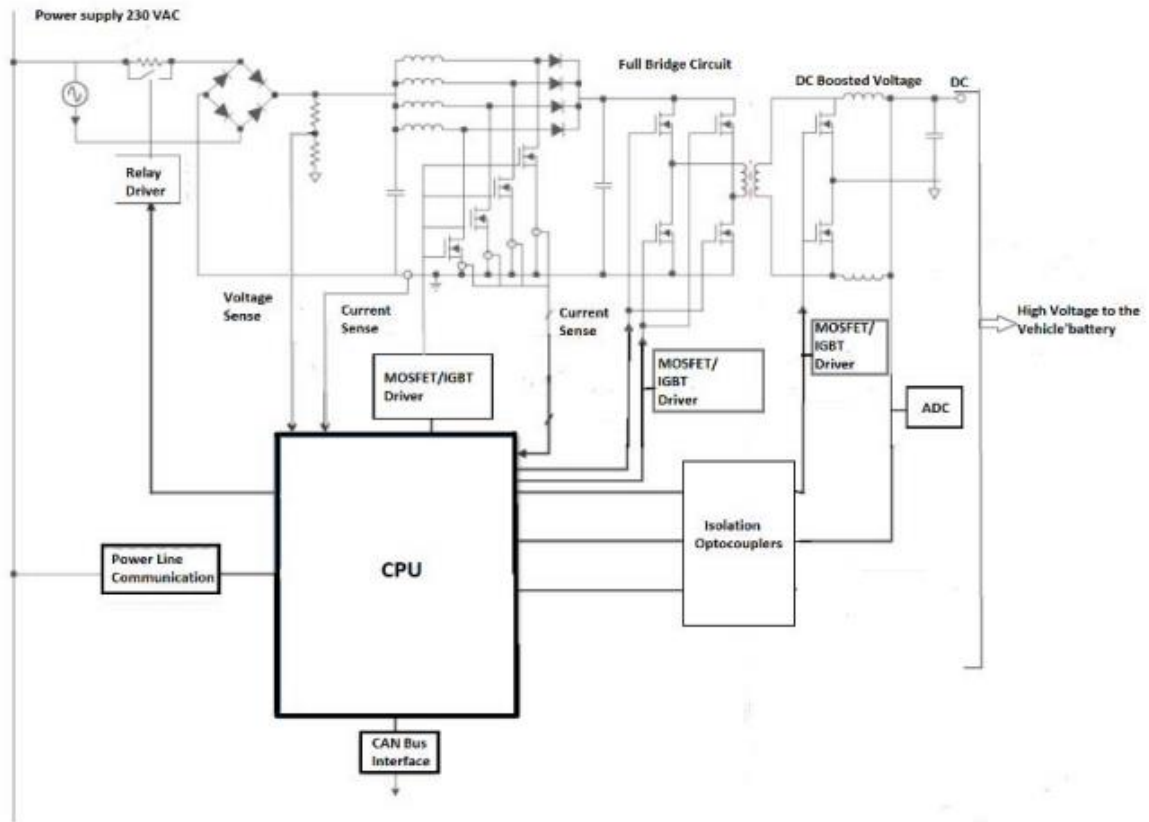 Power supply 230 VAC
Full Bridge Circuit
DC Boosted Voltage
DC
Relay
Driver
Voltage
Sense
Current
Sense
Current
Sense
High Voltage to the
Vehicle'battery
MOSFET/
IGBT
Driver
MOSFET/
IGBT
Driver
MOSFET/IGBT
Driver
ADC
Isolation
Optocouplers
Power Line
Communication
CPU
CAN Bus
Interface